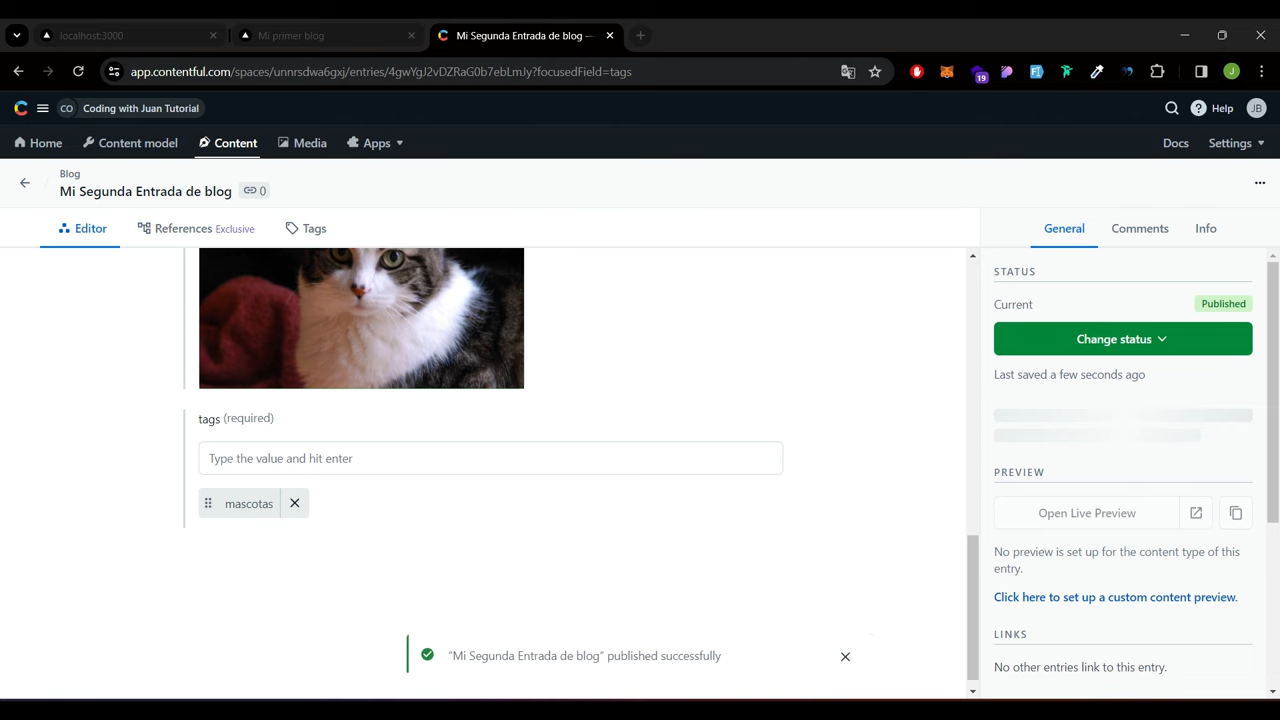 localhost:3000
Mi primer blog
Mi Segunda Entrada de blog —
app.contentful.com/spaces/unnrsdwa6gxj/entries/4gwYgJ2vDZRaG0b7ebLmJy?focusedField=tags
19
J
CO
Coding with Juan Tutorial
Help
JB
Home
Content model
Content
Media
Apps
Docs
Settings
Blog
Mi Segunda Entrada de blog
0
Editor
References Exclusive
Tags
General
Comments
Info
STATUS
Current
Published
Change status
Last saved a few seconds ago
tags (required)
Type the value and hit enter
mascotas
PREVIEW
Open Live Preview
No preview is set up for the content type of this
entry.
Click here to set up a custom content preview.
LINKS
No other entries link to this entry.
“Mi Segunda Entrada de blog” published successfully